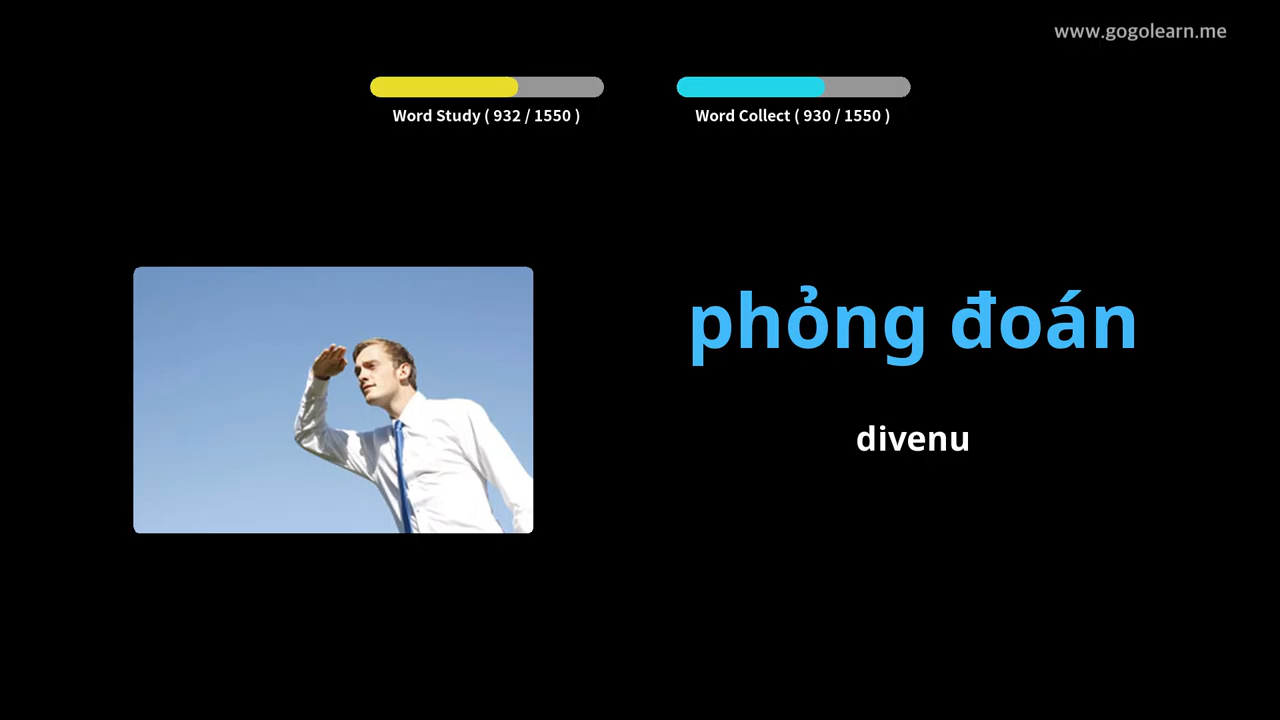 www.gogolearn.me
Word Study ( 932 / 1550 )
Word Collect ( 930 / 1550 )
phỏng đoán
divenu